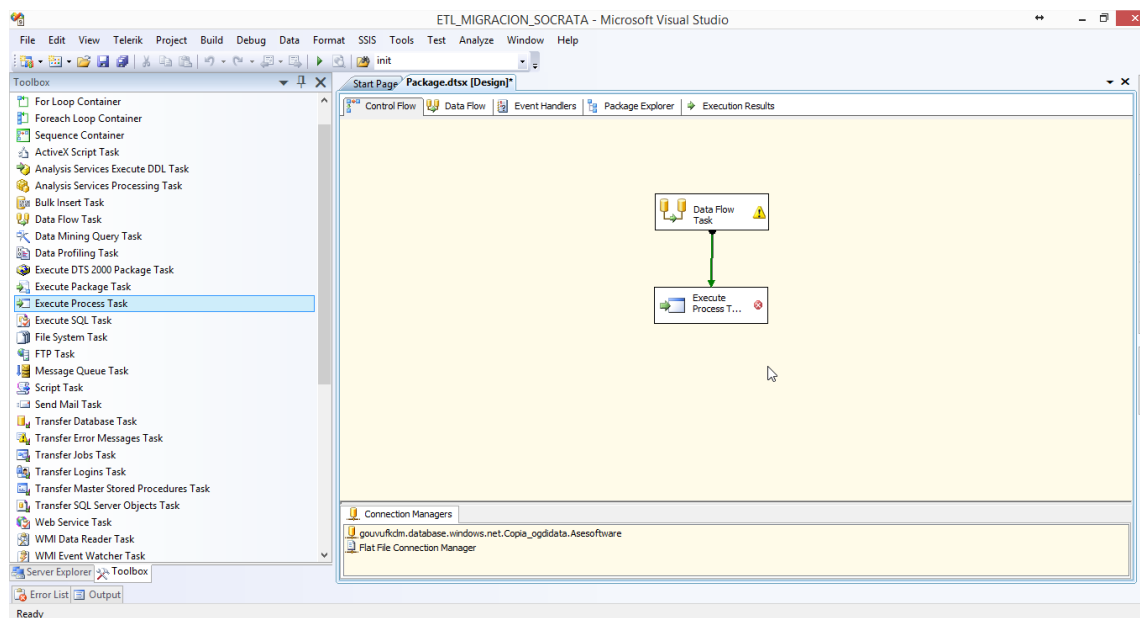 ETL_MIGRACION_SOCRATA - Microsoft Visual Studio
File Edit View Telerik Project Build Debug Data Format SSIS Tools Test Analyze Window Help
init
Toolbox
Start Page Package.dtsx [Design]*
Control Flow Data Flow Event Handlers Package Explorer Execution Results
For Loop Container
Foreach Loop Container
Sequence Container
ActiveX Script Task
Analysis Services Execute DDL Task
Analysis Services Processing Task
Bulk Insert Task
Data Flow Task
Data Mining Query Task
Data Profiling Task
Execute DTS 2000 Package Task
Execute Package Task
Execute Process Task
Execute SQL Task
File System Task
FTP Task
Message Queue Task
Script Task
Send Mail Task
Transfer Database Task
Transfer Error Messages Task
Transfer Jobs Task
Transfer Logins Task
Transfer Master Stored Procedures Task
Transfer SQL Server Objects Task
Web Service Task
WMI Data Reader Task
WMI Event Watcher Task
Data Flow
Task
Execute
Process T...
Connection Managers
gouvufkdm.database.windows.net.Copia_ogdidata.Asesoftware
Flat File Connection Manager
Server Explorer Toolbox
Error List Output
Ready